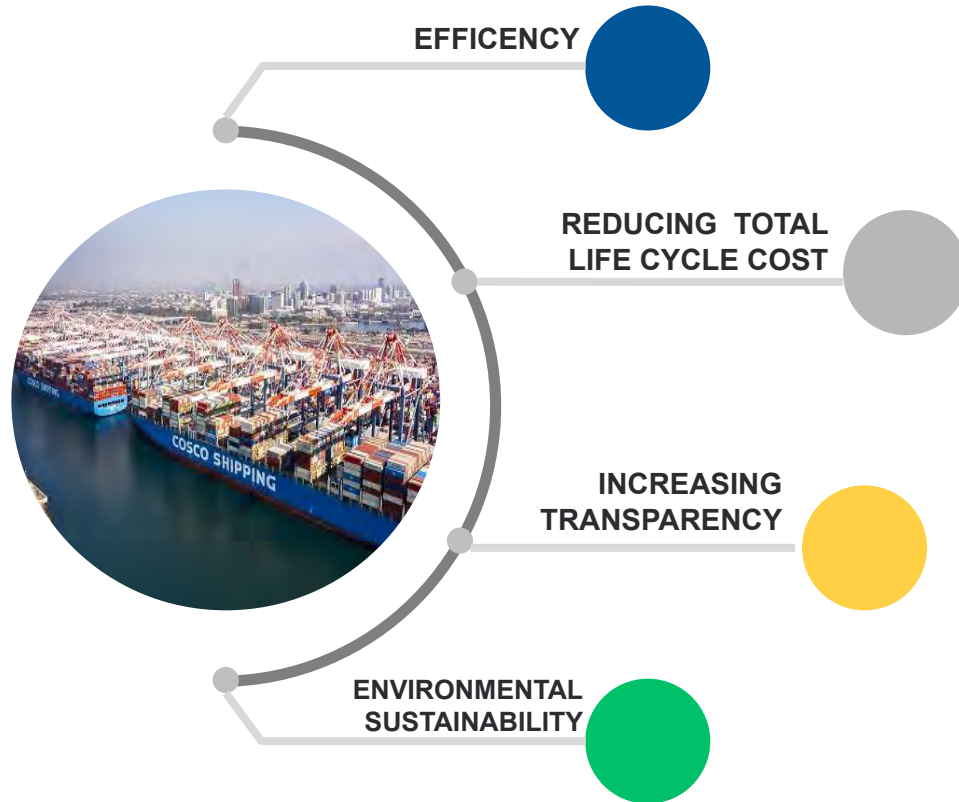 EFFICENCY
REDUCING TOTAL
LIFE CYCLE COST
COSCO SHIPPING
COSCO SHIPPING
INCREASING
TRANSPARENCY
ENVIRONMENTAL
SUSTAINABILITY